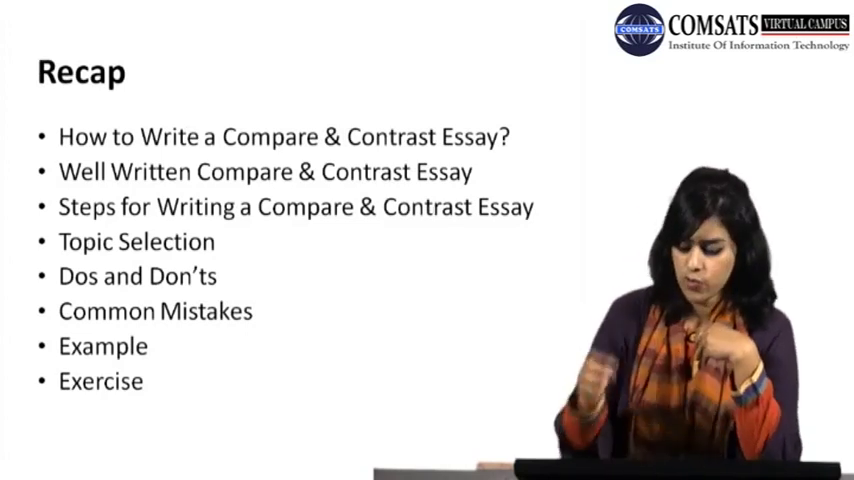 COMSATS VIRTUAL CAMPUS
COMSATS
Institute Of Information Technology
Recap
• How to Write a Compare & Contrast Essay?
• Well Written Compare & Contrast Essay
• Steps for Writing a Compare & Contrast Essay
• Topic Selection
• Dos and Don'ts
• Common Mistakes
• Example
• Exercise